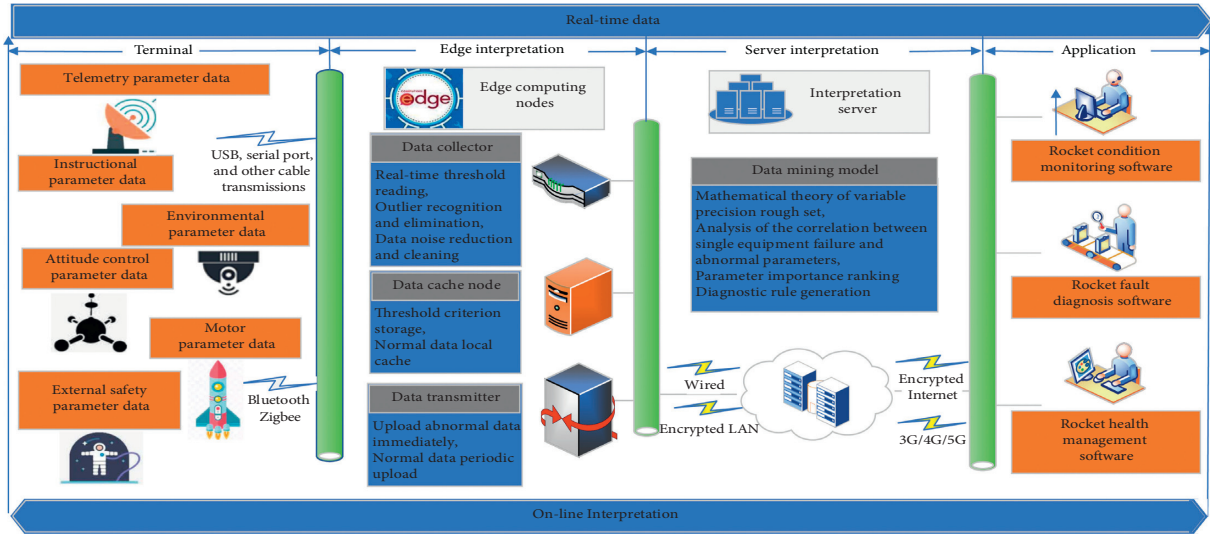 Real-time data
Terminal
Edge interpretation
Server interpretation
Application
Telemetry parameter data
Instructional
parameter data
USB, serial port,
and other cable
transmissions
Environmental
parameter data
Attitude control
parameter data
Motor
parameter data
External safety
parameter data
Bluetooth
Zigbee
edge
Edge computing
nodes
Data collector
Real-time threshold
reading,
Outlier recognition
and elimination,
Data noise reduction
and cleaning
Data cache node
Threshold criterion
storage,
Normal data local
cache
Data transmitter
Upload abnormal data
immediately,
Normal data periodic
upload
Interpretation
server
Data mining model
Mathematical theory of variable
precision rough set,
Analysis of the correlation between
single equipment failure and
abnormal parameters,
Parameter importance ranking
Diagnostic rule generation
Wired
Encrypted LAN
Encrypted
Internet
3G/4G/5G
Rocket condition
monitoring software
Rocket fault
diagnosis software
Rocket health
management
software
On-line Interpretation